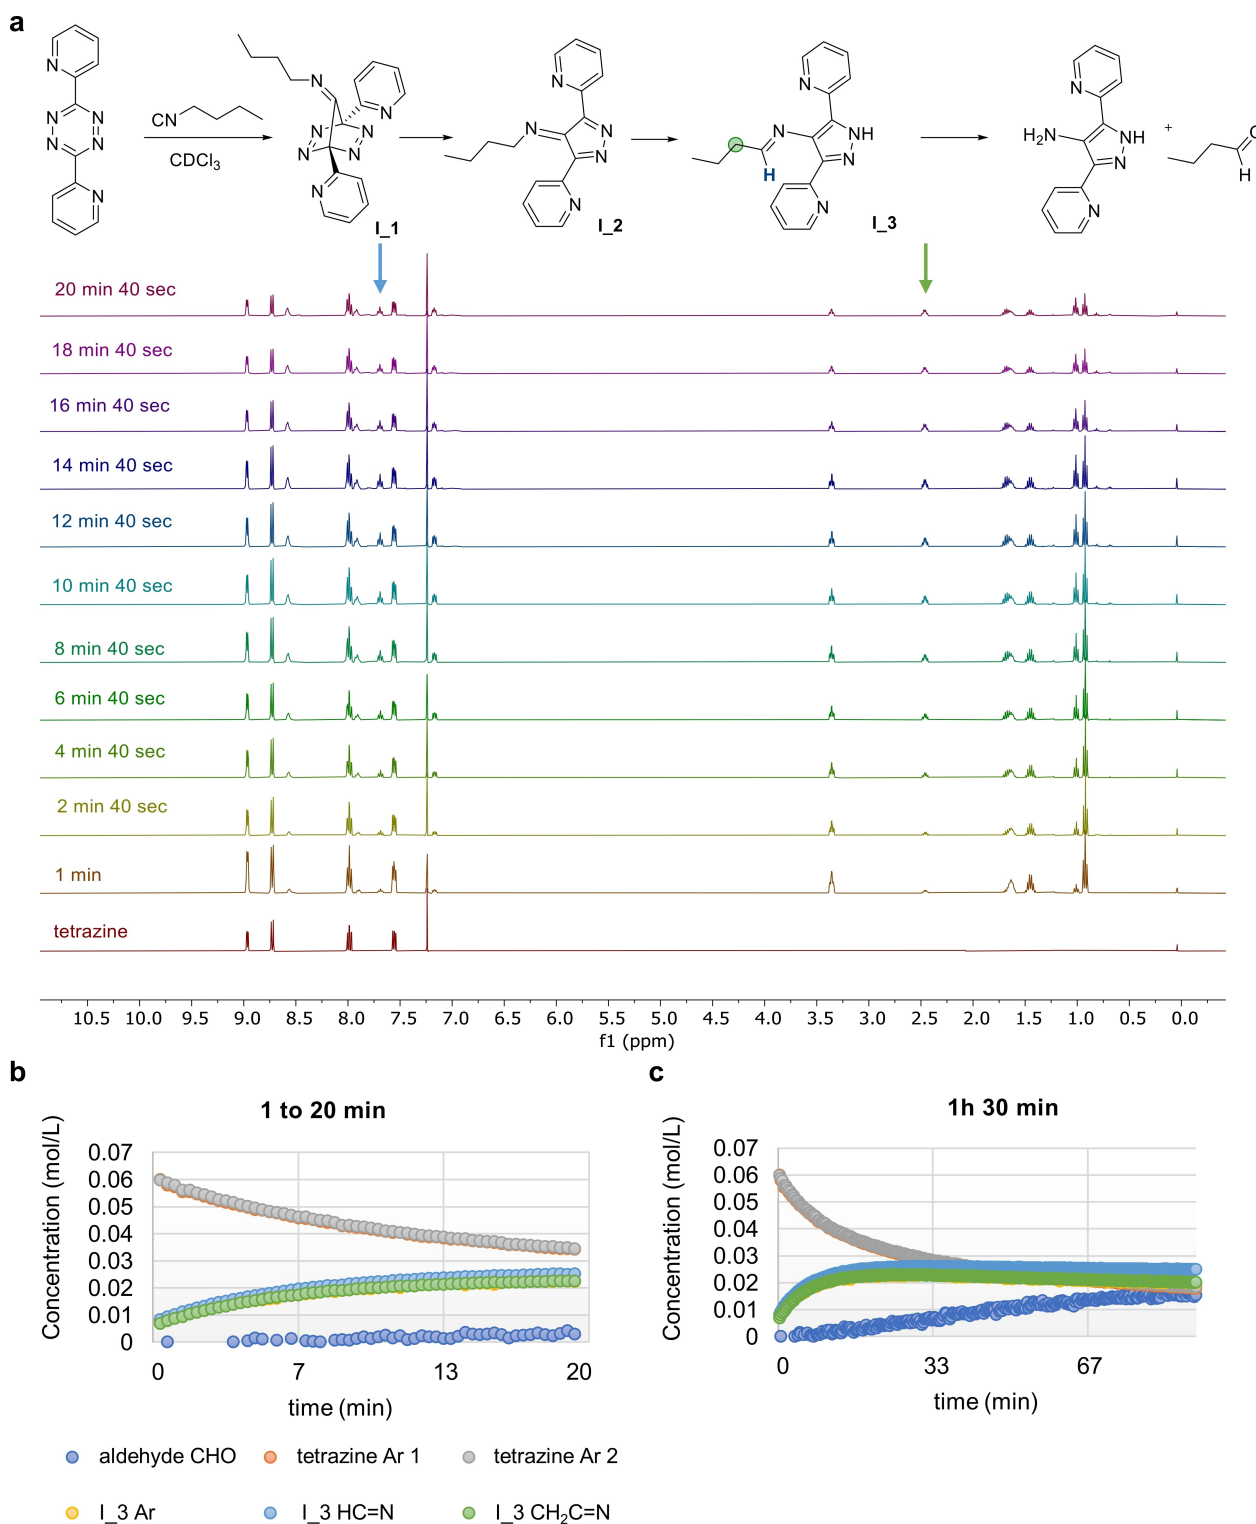 a
N
N
N
N
N
N
CN
CDCl3
N
N
N
N
N
N
N
I_1
N
N
N
N
N
I_2
N
N
NH
N
H
N
I_3
N
H2N
NH
N
N
+
O
H
20 min 40 sec
18 min 40 sec
16 min 40 sec
14 min 40 sec
12 min 40 sec
10 min 40 sec
8 min 40 sec
6 min 40 sec
4 min 40 sec
2 min 40 sec
1 min
tetrazine
10.5 10.0 9.5 9.0 8.5 8.0 7.5 7.0 6.5 6.0 5.5 5.0 4.5 4.0 3.5 3.0 2.5 2.0 1.5 1.0 0.5 0.0
f1 (ppm)
b
1 to 20 min
Concentration (mol/L)
0.07
0.06
0.05
0.04
0.03
0.02
0.01
0
0 7 13 20
time (min)
c
1h 30 min
Concentration (mol/L)
0.07
0.06
0.05
0.04
0.03
0.02
0.01
0
0 33 67
time (min)
aldehyde CHO tetrazine Ar 1 tetrazine Ar 2
I_3 Ar I_3 HC=N I_3 CH2C=N